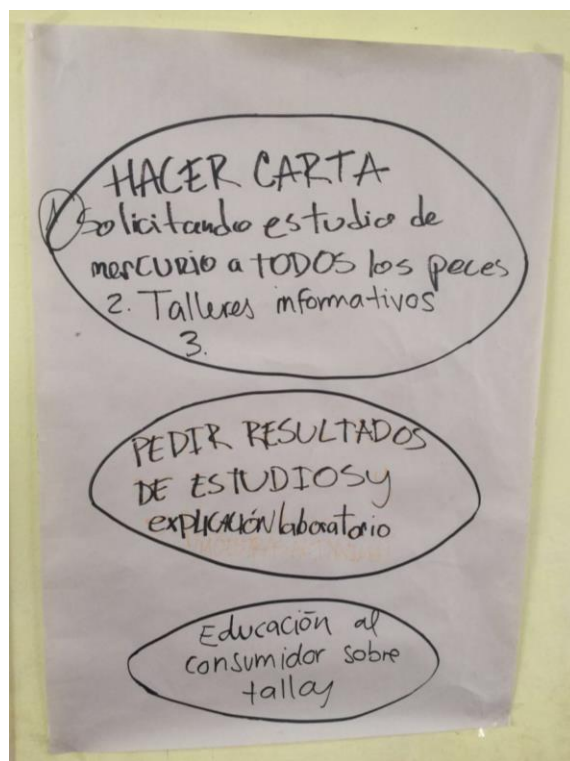 HACER CARTA
1 Solicitando estudio de
merCURIO a TODOS los peces
2. Talleres informativos
3.
PEDIR RESULTADOS
DE ESTUDIOS y
EXPLICACIÓN laboratorio
Educación al
consumidor sobre
tallas